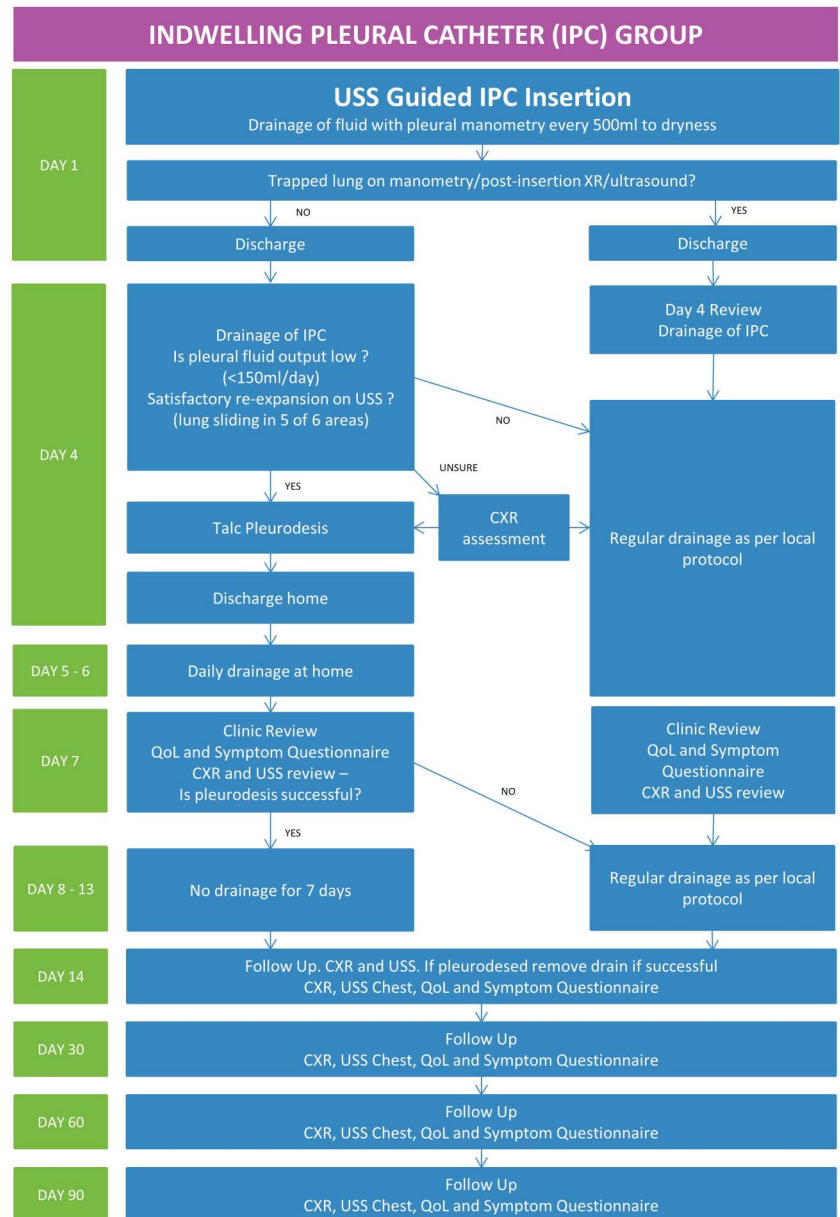 INDWELLING PLEURAL CATHETER (IPC) GROUP
DAY 1
USS Guided IPC Insertion
Drainage of fluid with pleural manometry every 500ml to dryness
Trapped lung on manometry/post-insertion XR/ultrasound?
NO
YES
Discharge
Discharge
DAY 4
Drainage of IPC
Is pleural fluid output low ?
(<150ml/day)
Satisfactory re-expansion on USS ?
(lung sliding in 5 of 6 areas)
Day 4 Review
Drainage of IPC
NO
UNSURE
YES
Talc Pleurodesis
CXR
assessment
Regular drainage as per local
protocol
Discharge home
DAY 5 - 6
Daily drainage at home
DAY 7
Clinic Review
QoL and Symptom Questionnaire
CXR and USS review –
Is pleurodesis successful?
Clinic Review
QoL and Symptom
Questionnaire
CXR and USS review
NO
YES
DAY 8 - 13
No drainage for 7 days
Regular drainage as per local
protocol
DAY 14
Follow Up. CXR and USS. If pleurodesed remove drain if successful
CXR, USS Chest, QoL and Symptom Questionnaire
DAY 30
Follow Up
CXR, USS Chest, QoL and Symptom Questionnaire
DAY 60
Follow Up
CXR, USS Chest, QoL and Symptom Questionnaire
DAY 90
Follow Up
CXR, USS Chest, QoL and Symptom Questionnaire